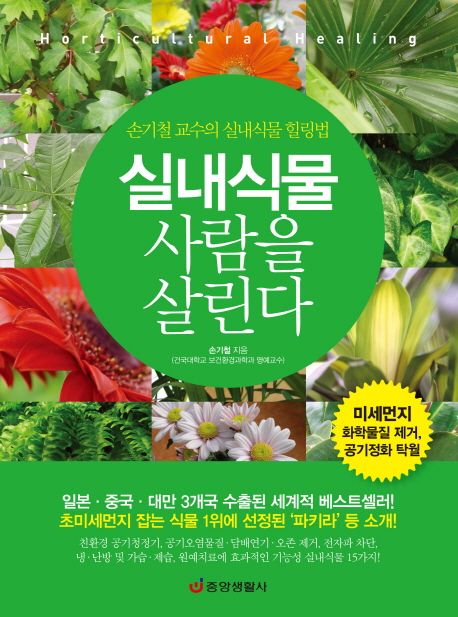 Horticultural Healing
손기철 교수의 실내식물 힐링법
실내식물
사람을
살린다
손기철 지음
(건국대학교 보건환경과학과 명예교수)
미세먼지
화학물질 제거,
공기정화 탁월
일본 · 중국 · 대만 3개국 수출된 세계적 베스트셀러!
초미세먼지 잡는 식물 1위에 선정된 ‘파키라’ 등 소개!
친환경 공기청정기, 공기오염물질 · 담배연기 · 오존 제거, 전자파 차단,
냉 · 난방 및 가습 · 제습, 원예치료에 효과적인 기능성 실내식물 15가지!
중앙생활사